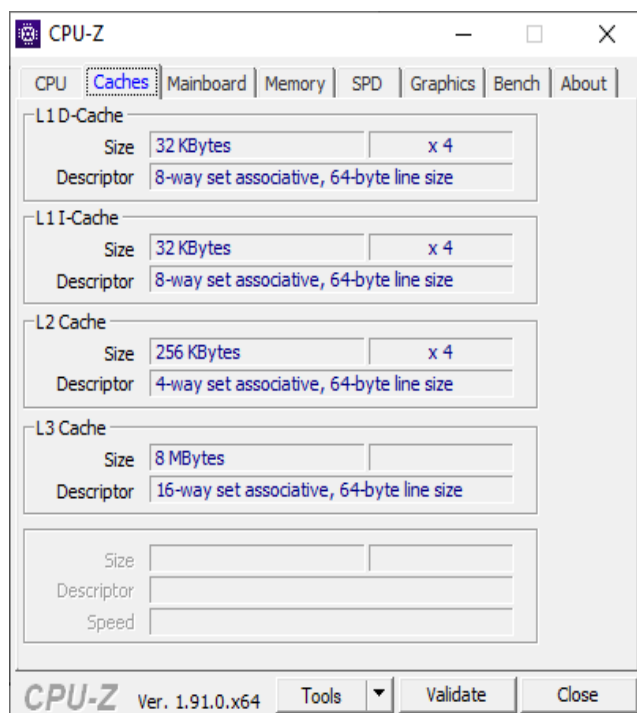 CPU-Z
CPU Caches Mainboard Memory SPD Graphics Bench About
L1 D-Cache
Size 32 KBytes x 4
Descriptor 8-way set associative, 64-byte line size
L1 I-Cache
Size 32 KBytes x 4
Descriptor 8-way set associative, 64-byte line size
L2 Cache
Size 256 KBytes x 4
Descriptor 4-way set associative, 64-byte line size
L3 Cache
Size 8 MBytes
Descriptor 16-way set associative, 64-byte line size
Size
Descriptor
Speed
CPU-Z Ver. 1.91.0.x64 Tools Validate Close